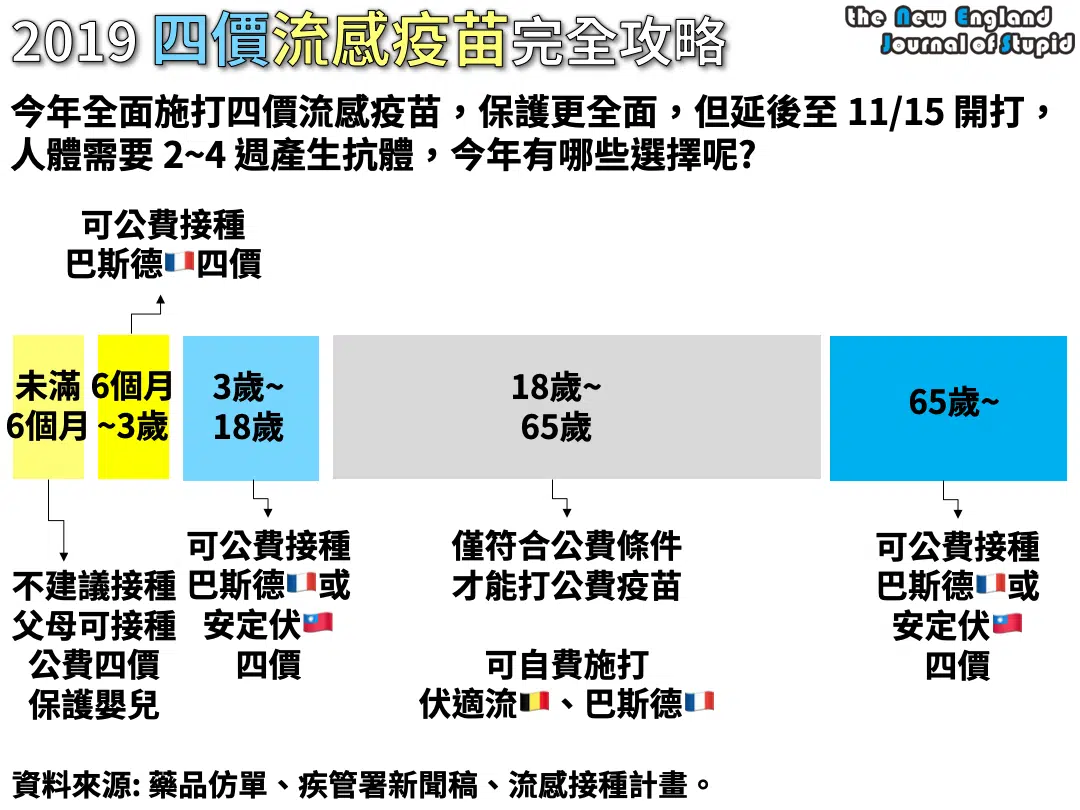 2019 四價流感疫苗完全攻略
the New England
Journal of Stupid
今年全面施打四價流感疫苗，保護更全面，但延後至 11/15 開打，
人體需要 2~4 週產生抗體，今年有哪些選擇呢?
可公費接種
巴斯德🇫🇷四價
未滿
6個月
6個月
~3歲
3歲~
18歲
18歲~
65歲
65歲~
不建議接種
父母可接種
公費四價
保護嬰兒
可公費接種
巴斯德🇫🇷或
安定伏🇹🇼
四價
僅符合公費條件
才能打公費疫苗
可自費施打
伏適流🇧🇪、巴斯德🇫🇷
可公費接種
巴斯德🇫🇷或
安定伏🇹🇼
四價
資料來源: 藥品仿單、疾管署新聞稿、流感接種計畫。